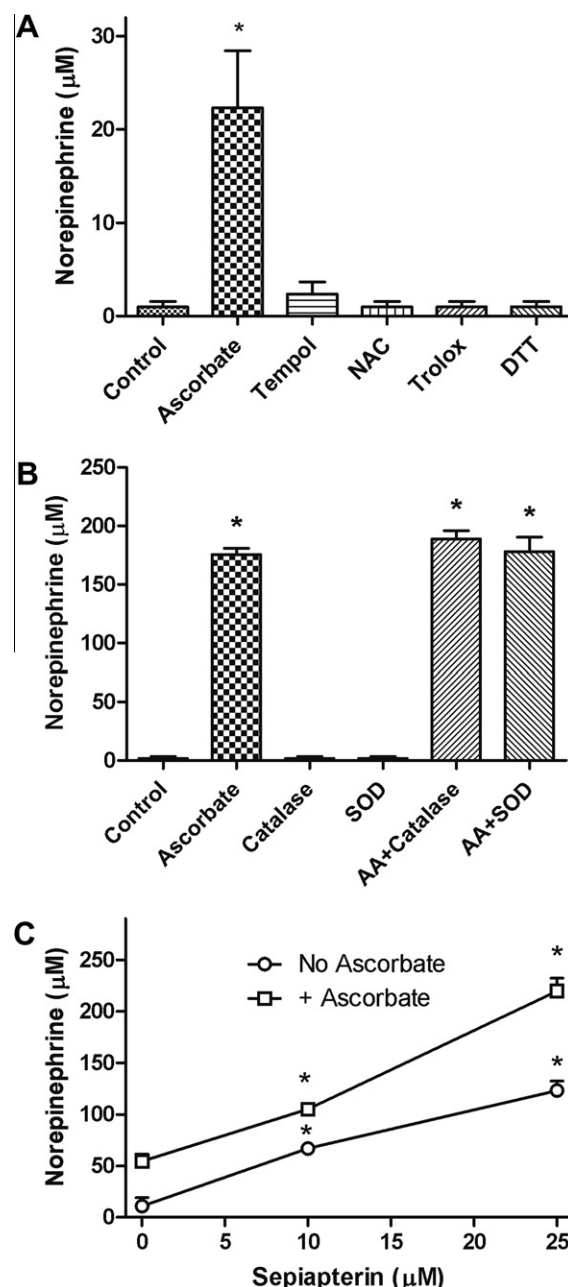 A
Norepinephrine (µM)
30
20
10
0
*
Control
Ascorbate
Tempol
NAC
Trolox
DTT
B
Norepinephrine (µM)
250
200
150
100
50
0
*
*
*
Control
Ascorbate
Catalase
SOD
AA+Catalase
AA+SOD
C
Norepinephrine (µM)
250
200
150
100
50
0
No Ascorbate
+ Ascorbate
*
*
*
*
0 5 10 15 20 25
Sepiapterin (µM)